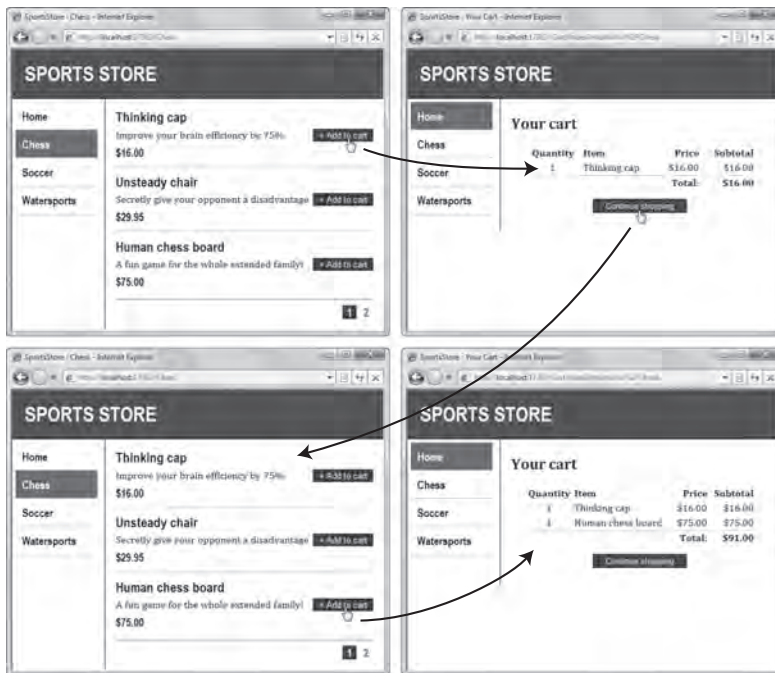 SportsStore : Chess - Internet Explorer
SPORTS STORE
Home
Chess
Soccer
Watersports
Thinking cap
Improve your brain efficiency by 75%
$16.00
+ Add to cart
Unsteady chair
Secretly give your opponent a disadvantage
$29.95
+ Add to cart
Human chess board
A fun game for the whole extended family!
$75.00
+ Add to cart
1 2
SportsStore : Your Cart - Internet Explorer
SPORTS STORE
Home
Chess
Soccer
Watersports
Your cart
Quantity Item Price Subtotal
1 Thinking cap $16.00 $16.00
Total: $16.00
Continue shopping
SportsStore : Chess - Internet Explorer
SPORTS STORE
Home
Chess
Soccer
Watersports
Thinking cap
Improve your brain efficiency by 75%
$16.00
+ Add to cart
Unsteady chair
Secretly give your opponent a disadvantage
$29.95
+ Add to cart
Human chess board
A fun game for the whole extended family!
$75.00
+ Add to cart
1 2
SportsStore : Your Cart - Internet Explorer
SPORTS STORE
Home
Chess
Soccer
Watersports
Your cart
Quantity Item Price Subtotal
1 Thinking cap $16.00 $16.00
1 Human chess board $75.00 $75.00
Total: $91.00
Continue shopping